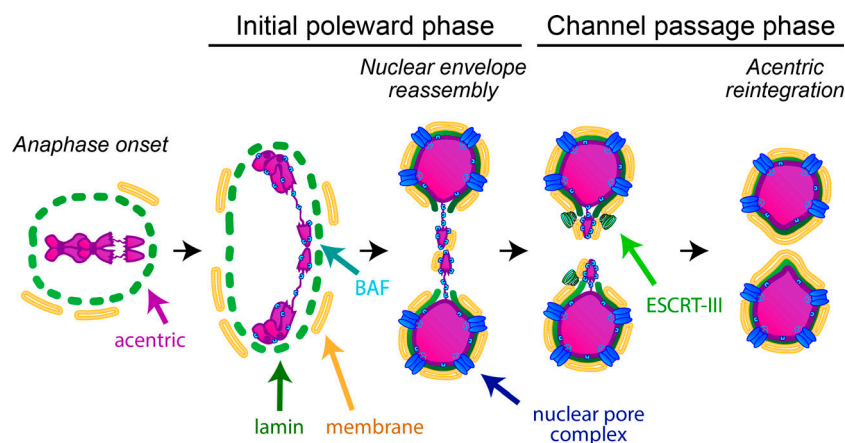 Initial poleward phase
Channel passage phase
Nuclear envelope
reassembly
Acentric
reintegration
Anaphase onset
BAF
ESCRT-III
acentric
lamin
membrane
nuclear pore
complex